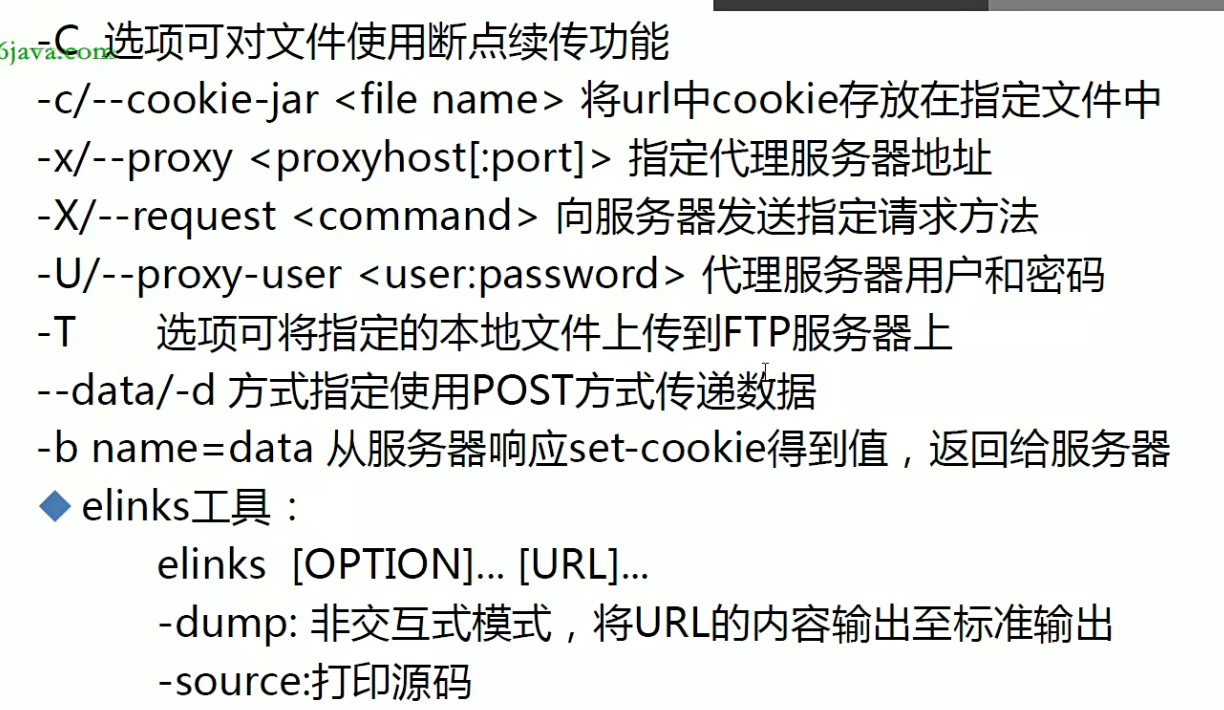 -C 选项可对文件使用断点续传功能
6java.com
-c/--cookie-jar <file name> 将url中cookie存放在指定文件中
-x/--proxy <proxyhost[:port]> 指定代理服务器地址
-X/--request <command> 向服务器发送指定请求方法
-U/--proxy-user <user:password> 代理服务器用户和密码
-T 选项可将指定的本地文件上传到FTP服务器上
--data/-d 方式指定使用POST方式传递数据
-b name=data 从服务器响应set-cookie得到值，返回给服务器
elinks工具：
elinks [OPTION]... [URL]...
-dump: 非交互式模式，将URL的内容输出至标准输出
-source:打印源码